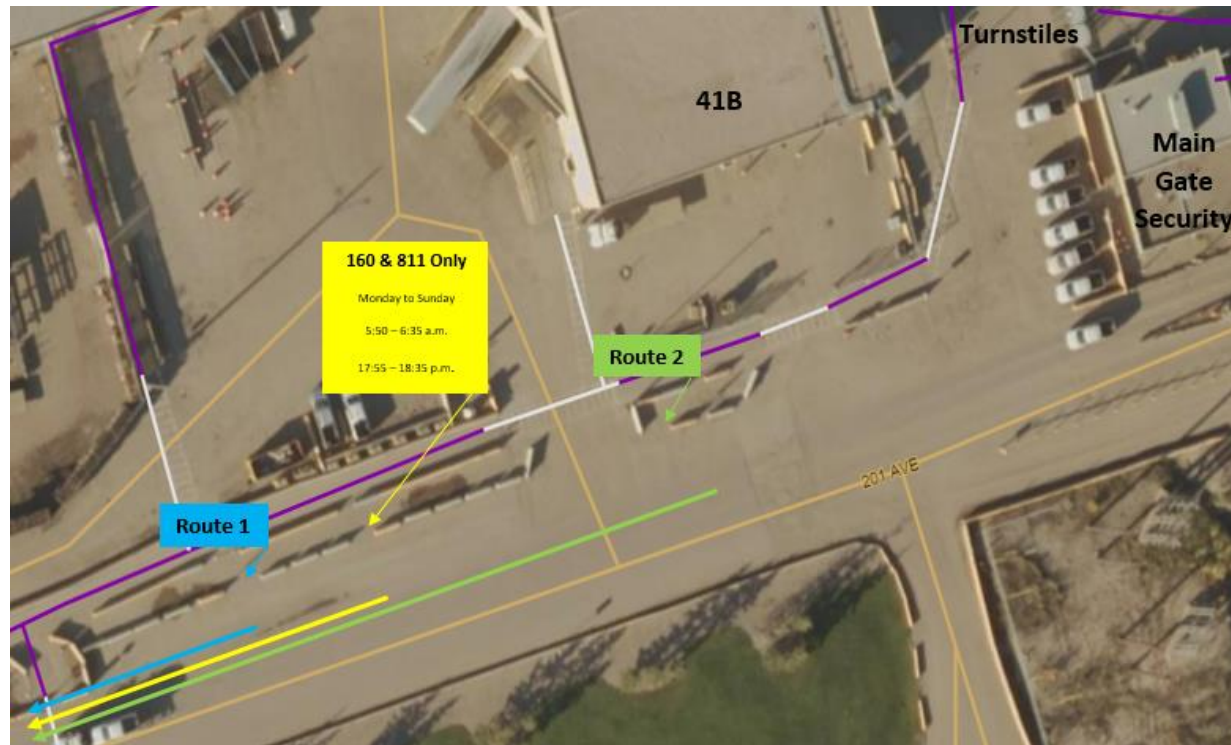 Turnstiles
41B
Main
Gate
Security
160 & 811 Only
Monday to Sunday
5:50 – 6:35 a.m.
17:55 – 18:35 p.m.
Route 2
201 AVE
Route 1